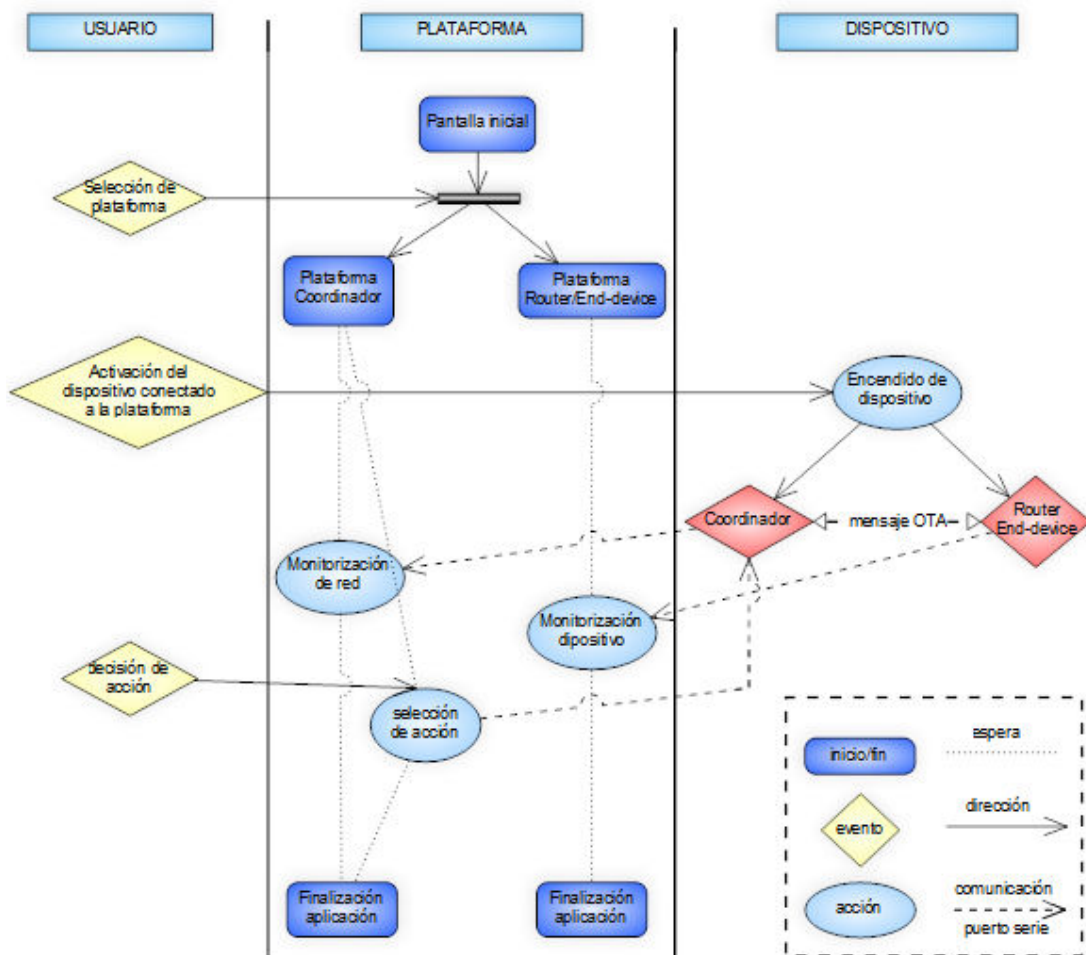 USUARIO
PLATAFORMA
DISPOSITIVO
Pantalla inicial
Selección de
plataforma
Plataforma
Coordinador
Plataforma
Router/End-device
Activación del
dispositivo conectado
a la plataforma
Encendido de
dispositivo
Coordinador
mensaje OTA
Router
End-device
Monitorización
de red
Monitorización
dipositivo
decisión de
acción
selección
de acción
Finalización
aplicación
Finalización
aplicación
inicio/fin
espera
evento
dirección
acción
comunicación
puerto serie